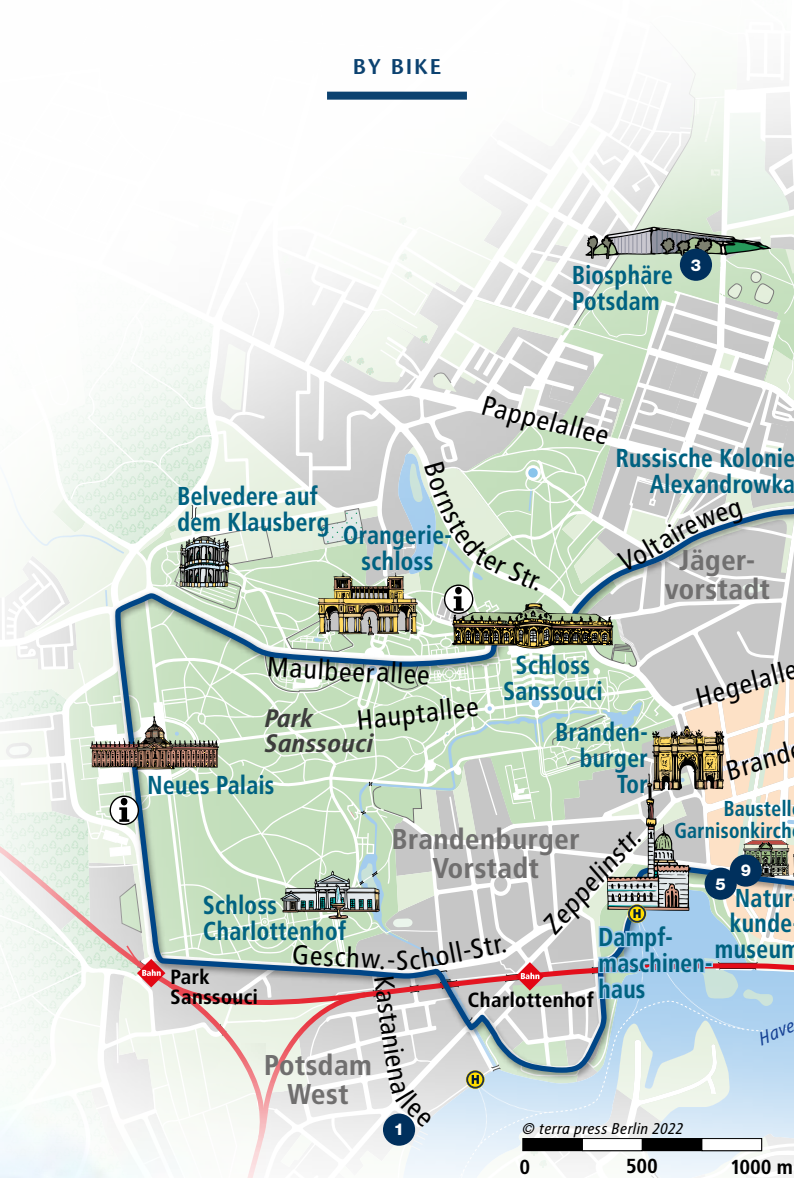 BY BIKE
3
Biosphäre
Potsdam
Pappelallee
Russische Kolonie
Alexandrowka
Bornstedter Str.
Voltaireweg
Belvedere auf
dem Klausberg
Orangerie-
schloss
Jäger-
vorstadt
i
Schloss
Sanssouci
Maulbeerallee
Hegelallee
Park
Sanssouci
Hauptallee
Branden-
burger
Tor
Brande
Neues Palais
i
Baustelle
Garnisonkirche
Brandenburger
Vorstadt
Zeppelinstr.
9
5
Natur-
kunde-
museum
Schloss
Charlottenhof
H
Dampf-
maschinen-
haus
Geschw.-Scholl-Str.
Bahn
Park
Sanssouci
Bahn
Charlottenhof
Kastanienallee
Have
Potsdam
West
H
1
© terra press Berlin 2022
0
500
1000 m